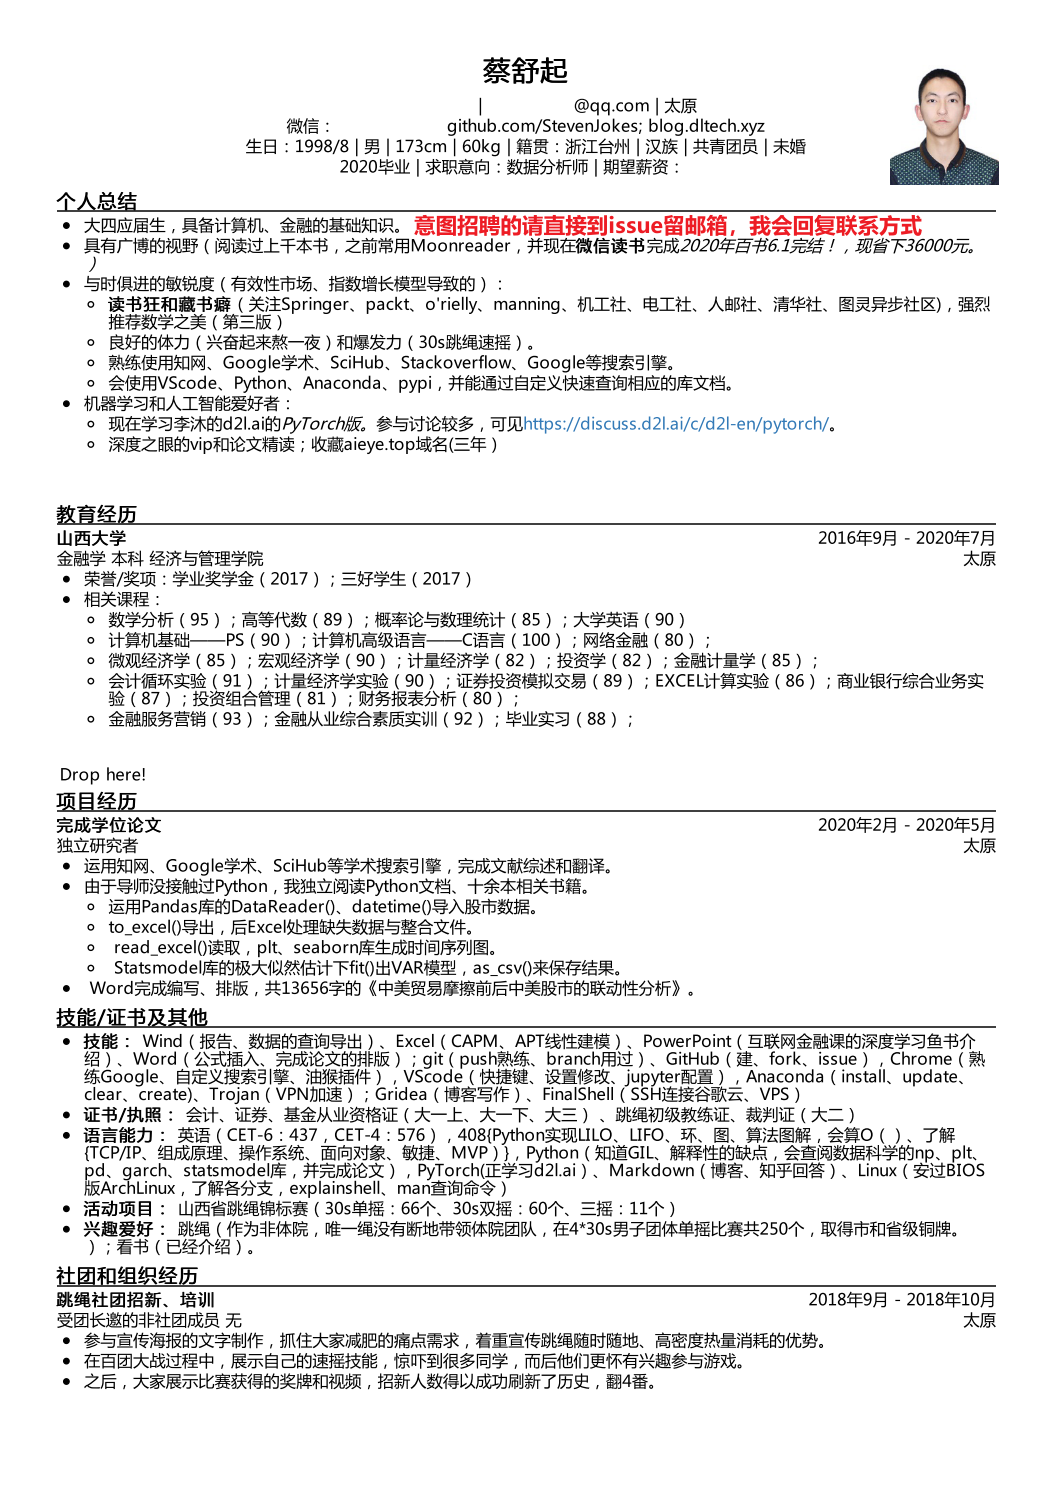 蔡舒起
| @qq.com | 太原
微信： github.com/StevenJokes; blog.dltech.xyz
生日：1998/8 | 男 | 173cm | 60kg | 籍贯：浙江台州 | 汉族 | 共青团员 | 未婚
2020毕业 | 求职意向：数据分析师 | 期望薪资：
个人总结
大四应届生，具备计算机、金融的基础知识。 意图招聘的请直接到issue留邮箱，我会回复联系方式
具有广博的视野（阅读过上千本书，之前常用Moonreader，并现在微信读书完成2020年百书6.1完结！，现省下36000元。
）
与时俱进的敏锐度（有效性市场、指数增长模型导致的）：
读书狂和藏书癖（关注Springer、packt、o'rielly、manning、机工社、电工社、人邮社、清华社、图灵异步社区)，强烈
推荐数学之美（第三版）
良好的体力（兴奋起来熬一夜）和爆发力（30s跳绳速摇）。
熟练使用知网、Google学术、SciHub、Stackoverflow、Google等搜索引擎。
会使用VScode、Python、Anaconda、pypi，并能通过自定义快速查询相应的库文档。
机器学习和人工智能爱好者：
现在学习李沐的d2l.ai的PyTorch版。参与讨论较多，可见https://discuss.d2l.ai/c/d2l-en/pytorch/。
深度之眼的vip和论文精读；收藏aieye.top域名(三年）
教育经历
山西大学 2016年9月 - 2020年7月
金融学 本科 经济与管理学院 太原
荣誉/奖项：学业奖学金（2017）；三好学生（2017）
相关课程：
数学分析（95）；高等代数（89）；概率论与数理统计（85）；大学英语（90）
计算机基础——PS（90）；计算机高级语言——C语言（100）；网络金融（80）；
微观经济学（85）；宏观经济学（90）；计量经济学（82）；投资学（82）；金融计量学（85）；
会计循环实验（91）；计量经济学实验（90）；证券投资模拟交易（89）；EXCEL计算实验（86）；商业银行综合业务实
验（87）；投资组合管理（81）；财务报表分析（80）；
金融服务营销（93）；金融从业综合素质实训（92）；毕业实习（88）；
Drop here!
项目经历
完成学位论文 2020年2月 - 2020年5月
独立研究者 太原
运用知网、Google学术、SciHub等学术搜索引擎，完成文献综述和翻译。
由于导师没接触过Python，我独立阅读Python文档、十余本相关书籍。
运用Pandas库的DataReader()、datetime()导入股市数据。
to_excel()导出，后Excel处理缺失数据与整合文件。
read_excel()读取，plt、seaborn库生成时间序列图。
Statsmodel库的极大似然估计下fit()出VAR模型，as_csv()来保存结果。
Word完成编写、排版，共13656字的《中美贸易摩擦前后中美股市的联动性分析》。
技能/证书及其他
技能： Wind（报告、数据的查询导出）、Excel（CAPM、APT线性建模）、PowerPoint（互联网金融课的深度学习鱼书介
绍）、Word（公式插入、完成论文的排版）；git（push熟练、branch用过）、GitHub（建、fork、issue），Chrome（熟
练Google、自定义搜索引擎、油猴插件），VScode（快捷键、设置修改、jupyter配置），Anaconda（install、update、
clear、create)、Trojan（VPN加速）；Gridea（博客写作）、FinalShell（SSH连接谷歌云、VPS）
证书/执照： 会计、证券、基金从业资格证（大一上、大一下、大三）、跳绳初级教练证、裁判证（大二）
语言能力： 英语（CET-6：437，CET-4：576），408{Python实现LILO、LIFO、环、图、算法图解，会算O（）、了解
{TCP/IP、组成原理、操作系统、面向对象、敏捷、MVP）}，Python（知道GIL、解释性的缺点，会查阅数据科学的np、plt、
pd、garch、statsmodel库，并完成论文），PyTorch(正学习d2l.ai）、Markdown（博客、知乎回答）、Linux（安过BIOS
版ArchLinux，了解各分支，explainshell、man查询命令）
活动项目： 山西省跳绳锦标赛（30s单摇：66个、30s双摇：60个、三摇：11个）
兴趣爱好： 跳绳（作为非体院，唯一绳没有断地带领体院团队，在4*30s男子团体单摇比赛共250个，取得市和省级铜牌。
）；看书（已经介绍）。
社团和组织经历
跳绳社团招新、培训 2018年9月 - 2018年10月
受团长邀的非社团成员 无 太原
参与宣传海报的文字制作，抓住大家减肥的痛点需求，着重宣传跳绳随时随地、高密度热量消耗的优势。
在百团大战过程中，展示自己的速摇技能，惊吓到很多同学，而后他们更怀有兴趣参与游戏。
之后，大家展示比赛获得的奖牌和视频，招新人数得以成功刷新了历史，翻4番。